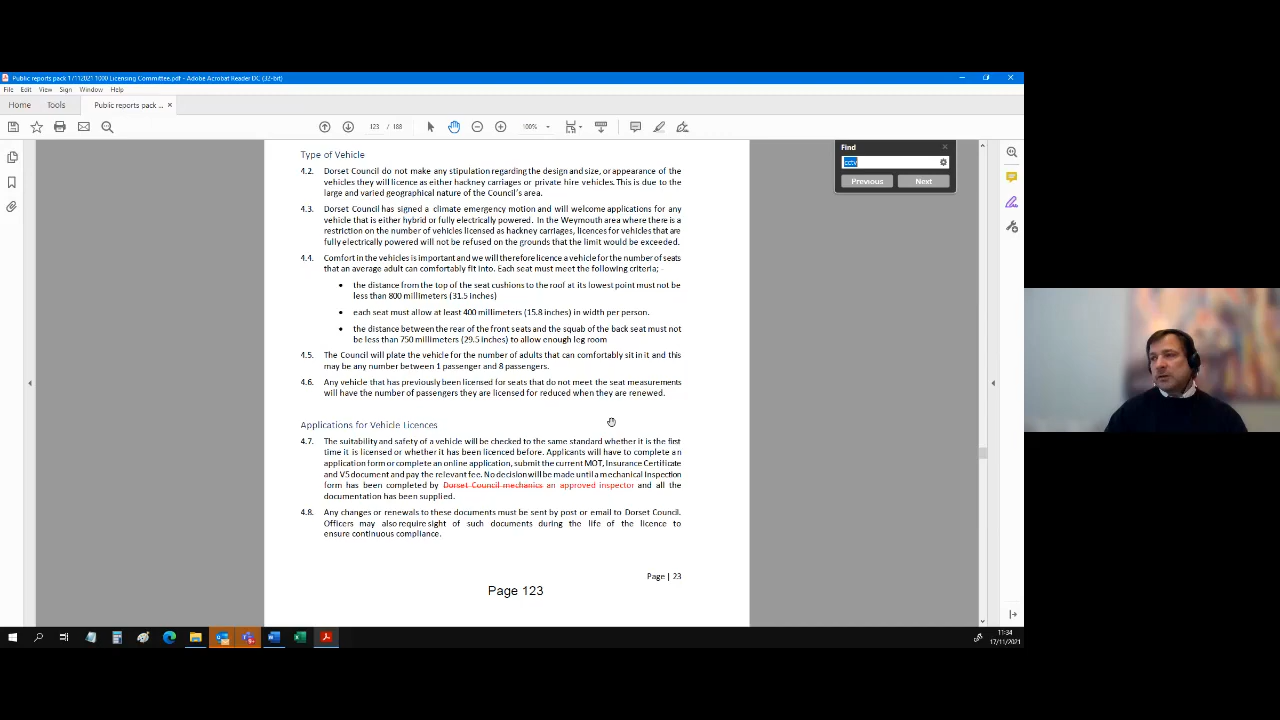 Public reports pack 17112021 1000 Licensing Committee.pdf - Adobe Acrobat Reader DC (32-bit)
File Edit View Sign Window Help
Home Tools Public reports pack ... ×
123 / 188 100%
Find
cctv
Previous Next
Type of Vehicle
4.2. Dorset Council do not make any stipulation regarding the design and size, or appearance of the
vehicles they will licence as either hackney carriages or private hire vehicles. This is due to the
large and varied geographical nature of the Council's area.
4.3. Dorset Council has signed a climate emergency motion and will welcome applications for any
vehicle that is either hybrid or fully electrically powered. In the Weymouth area where there is a
restriction on the number of vehicles licensed as hackney carriages, licences for vehicles that are
fully electrically powered will not be refused on the grounds that the limit would be exceeded.
4.4. Comfort in the vehicles is important and we will therefore licence a vehicle for the number of seats
that an average adult can comfortably fit into. Each seat must meet the following criteria; -
• the distance from the top of the seat cushions to the roof at its lowest point must not be
less than 800 millimeters (31.5 inches)
• each seat must allow at least 400 millimeters (15.8 inches) in width per person.
• the distance between the rear of the front seats and the squab of the back seat must not
be less than 750 millimeters (29.5 inches) to allow enough leg room
4.5. The Council will plate the vehicle for the number of adults that can comfortably sit in it and this
may be any number between 1 passenger and 8 passengers.
4.6. Any vehicle that has previously been licensed for seats that do not meet the seat measurements
will have the number of passengers they are licensed for reduced when they are renewed.
Applications for Vehicle Licences
4.7. The suitability and safety of a vehicle will be checked to the same standard whether it is the first
time it is licensed or whether it has been licenced before. Applicants will have to complete an
application form or complete an online application, submit the current MOT, Insurance Certificate
and V5 document and pay the relevant fee. No decision will be made until a mechanical Inspection
form has been completed by Dorset Council mechanics an approved inspector and all the
documentation has been supplied.
4.8. Any changes or renewals to these documents must be sent by post or email to Dorset Council.
Officers may also require sight of such documents during the life of the licence to
ensure continuous compliance.
Page | 23
Page 123
11:34
17/11/2021